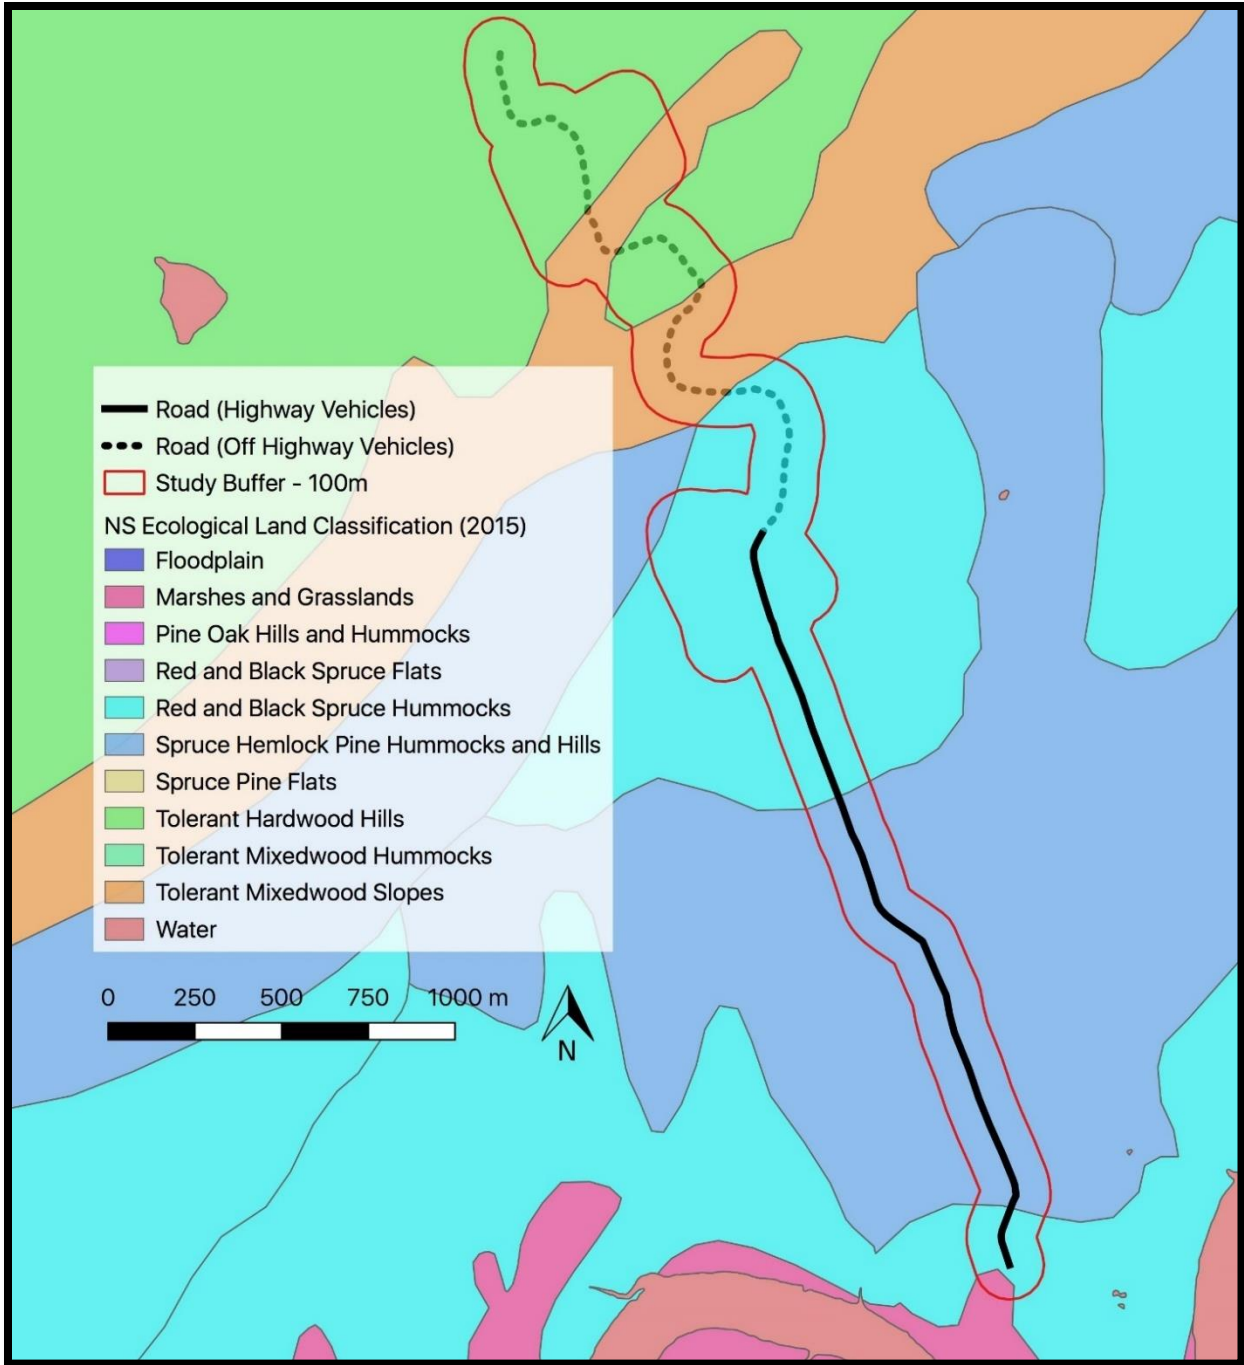 Road (Highway Vehicles)
Road (Off Highway Vehicles)
Study Buffer - 100m
NS Ecological Land Classification (2015)
Floodplain
Marshes and Grasslands
Pine Oak Hills and Hummocks
Red and Black Spruce Flats
Red and Black Spruce Hummocks
Spruce Hemlock Pine Hummocks and Hills
Spruce Pine Flats
Tolerant Hardwood Hills
Tolerant Mixedwood Hummocks
Tolerant Mixedwood Slopes
Water
0 250 500 750 1000 m
N